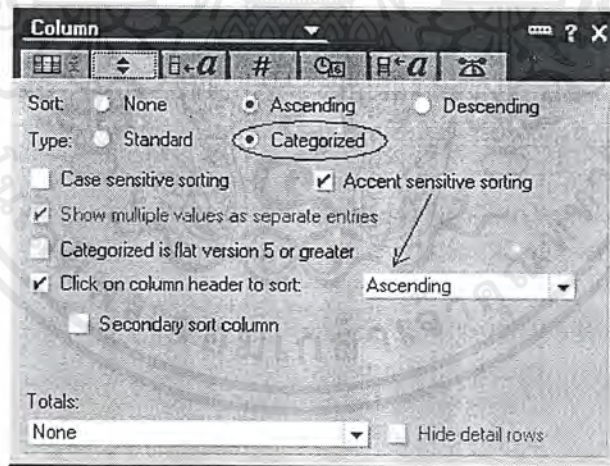 Column
?
a # a
Sort: None Ascending Descending
Type: Standard Categorized
Case sensitive sorting Accent sensitive sorting
Show multiple values as separate entries
Categorized is flat version 5 or greater
Click on column header to sort: Ascending
Secondary sort column
Totals:
None Hide detail rows